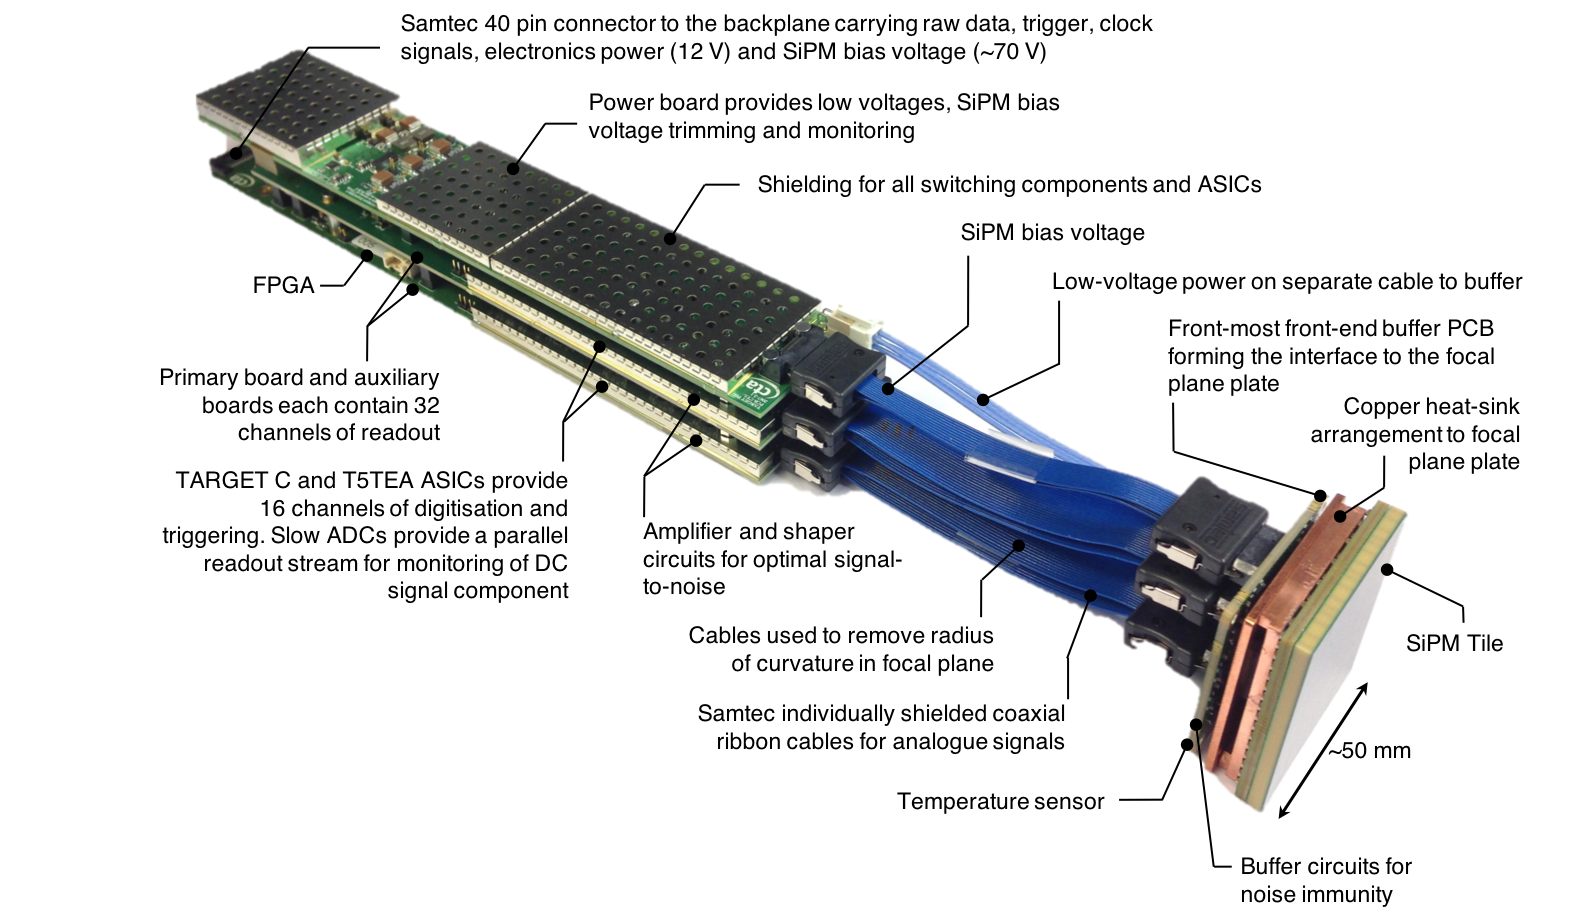 Samtec 40 pin connector to the backplane carrying raw data, trigger, clock
signals, electronics power (12 V) and SiPM bias voltage (~70 V)
Power board provides low voltages, SiPM bias
voltage trimming and monitoring
Shielding for all switching components and ASICs
SiPM bias voltage
Low-voltage power on separate cable to buffer
Front-most front-end buffer PCB
forming the interface to the focal
plane plate
Copper heat-sink
arrangement to focal
plane plate
FPGA
Primary board and auxiliary
boards each contain 32
channels of readout
TARGET C and T5TEA ASICs provide
16 channels of digitisation and
triggering. Slow ADCs provide a parallel
readout stream for monitoring of DC
signal component
Amplifier and shaper
circuits for optimal signal-
to-noise
cta
Cables used to remove radius
of curvature in focal plane
Samtec individually shielded coaxial
ribbon cables for analogue signals
SiPM Tile
~50 mm
Temperature sensor
Buffer circuits for
noise immunity